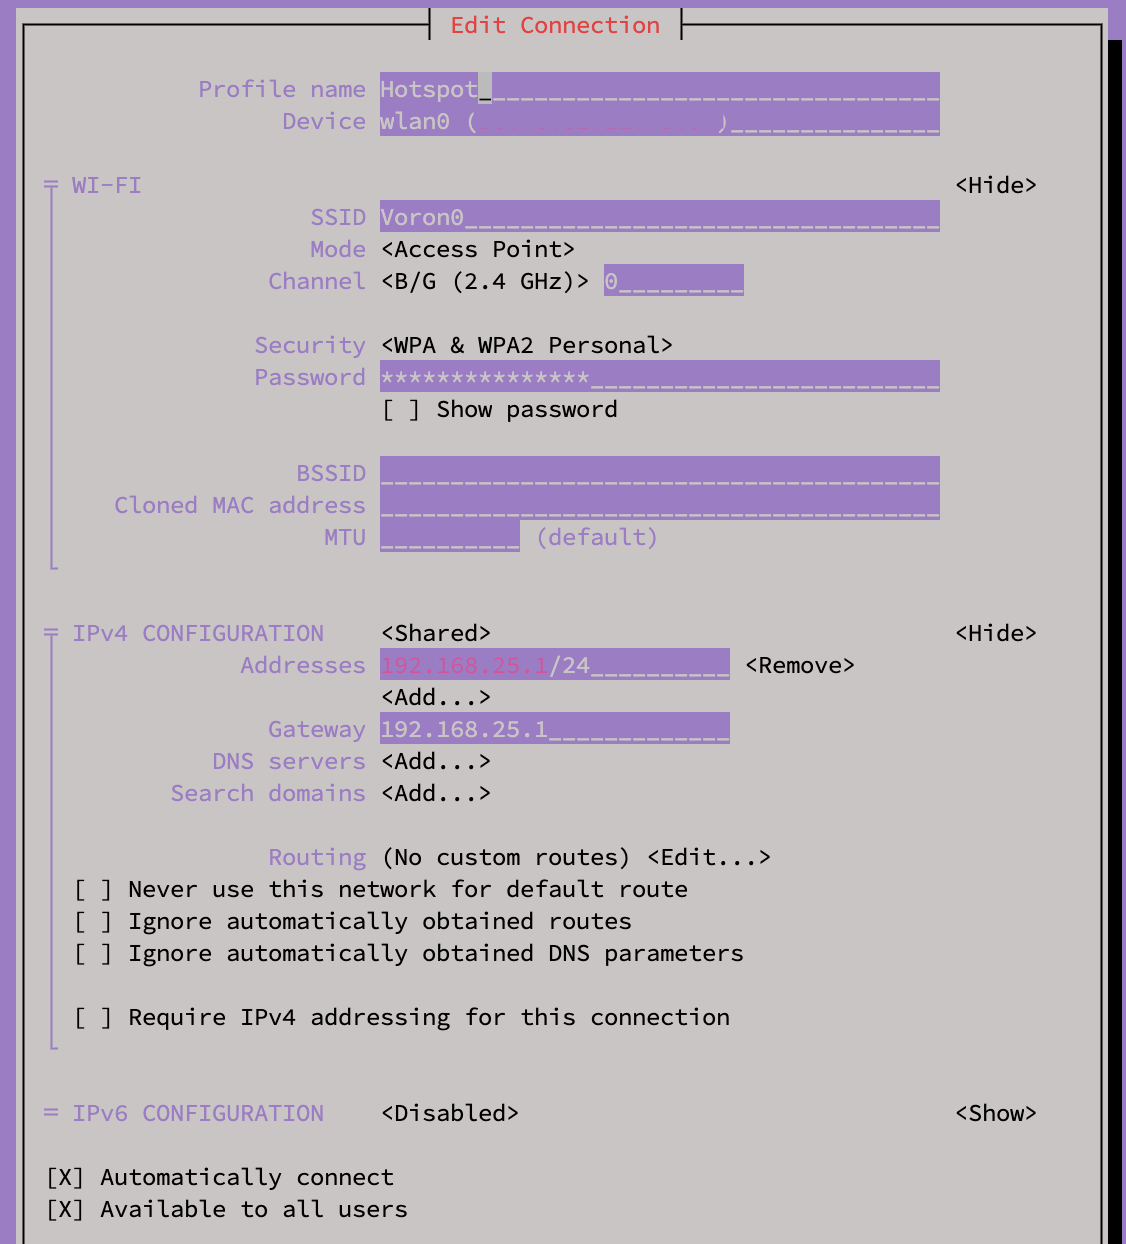 Edit Connection
Profile name Hotspot_
Device wlan0 ( )
WI-FI <Hide>
SSID Voron0
Mode <Access Point>
Channel <B/G (2.4 GHz)> 0
Security <WPA & WPA2 Personal>
Password ***************
[ ] Show password
BSSID
Cloned MAC address
MTU (default)
IPv4 CONFIGURATION <Shared> <Hide>
Addresses 192.168.25.1/24 <Remove>
<Add...>
Gateway 192.168.25.1
DNS servers <Add...>
Search domains <Add...>
Routing (No custom routes) <Edit...>
[ ] Never use this network for default route
[ ] Ignore automatically obtained routes
[ ] Ignore automatically obtained DNS parameters
[ ] Require IPv4 addressing for this connection
= IPv6 CONFIGURATION <Disabled> <Show>
[X] Automatically connect
[X] Available to all users